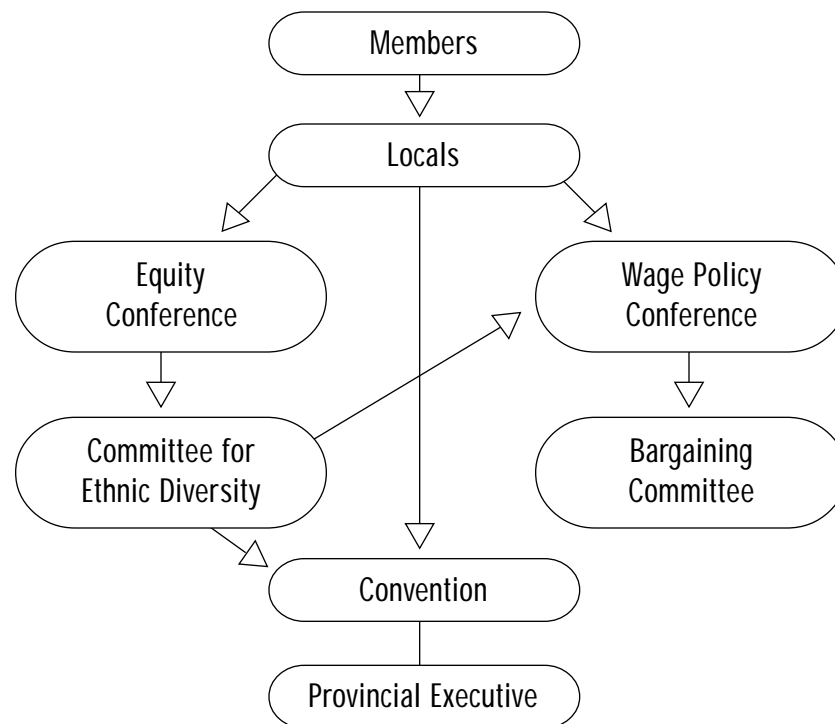 Members
Locals
Equity
Conference
Wage Policy
Conference
Committee for
Ethnic Diversity
Bargaining
Committee
Convention
Provincial Executive